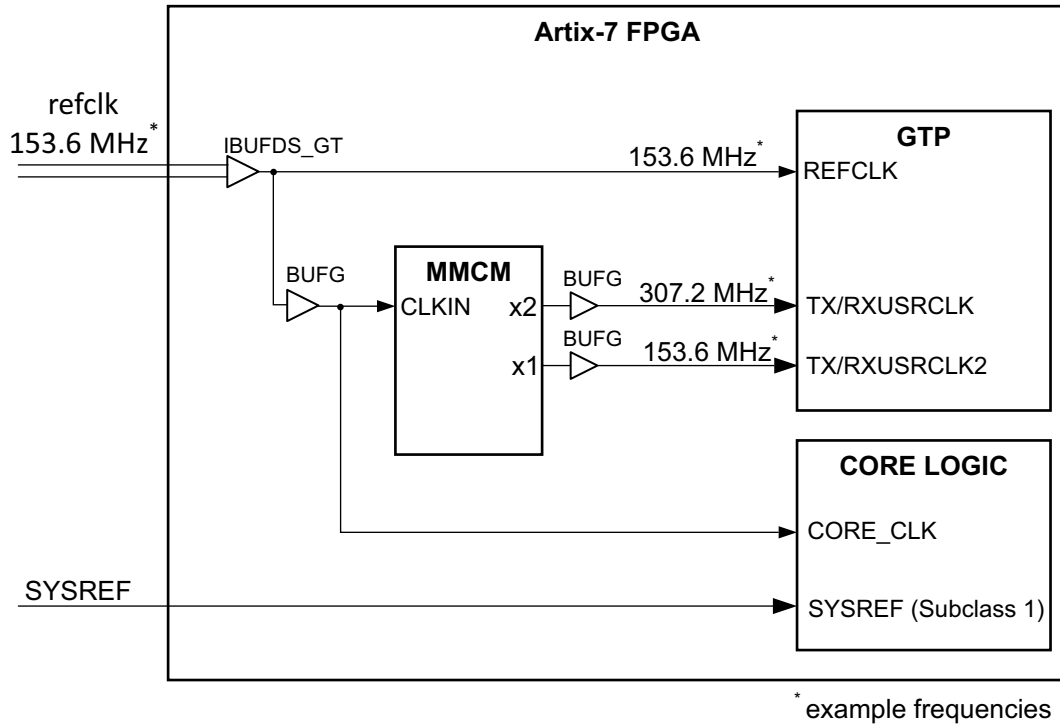 Artix-7 FPGA
refclk
153.6 MHz*
IBUFDS_GT
153.6 MHz*
GTP
REFCLK
BUFG
MMCM
CLKIN
x2
BUFG
307.2 MHz*
TX/RXUSRCLK
x1
BUFG
153.6 MHz*
TX/RXUSRCLK2
CORE LOGIC
CORE_CLK
SYSREF
SYSREF (Subclass 1)
* example frequencies